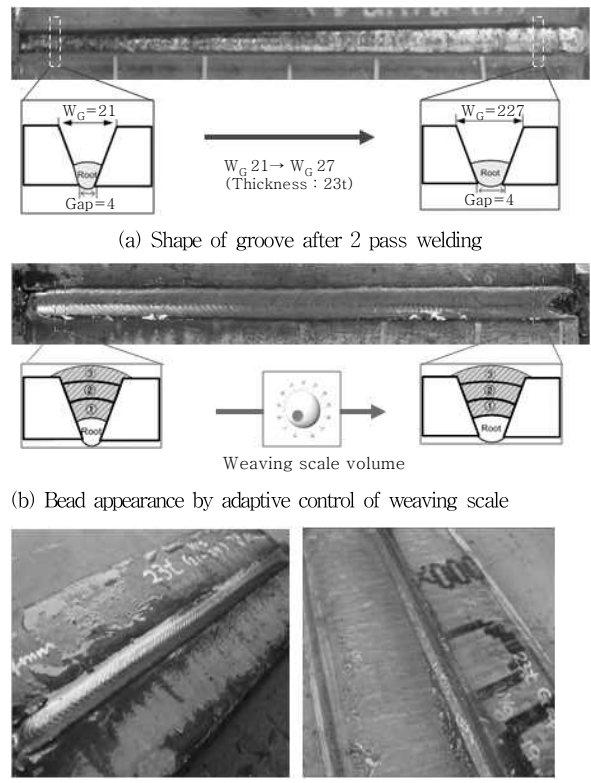 W_G=21
W_G=227
Root
Root
W_G 21→ W_G 27
(Thickness : 23t)
Gap=4
Gap=4
(a) Shape of groove after 2 pass welding
③
③
②
②
①
①
Root
Root
Weaving scale volume
(b) Bead appearance by adaptive control of weaving scale
23t